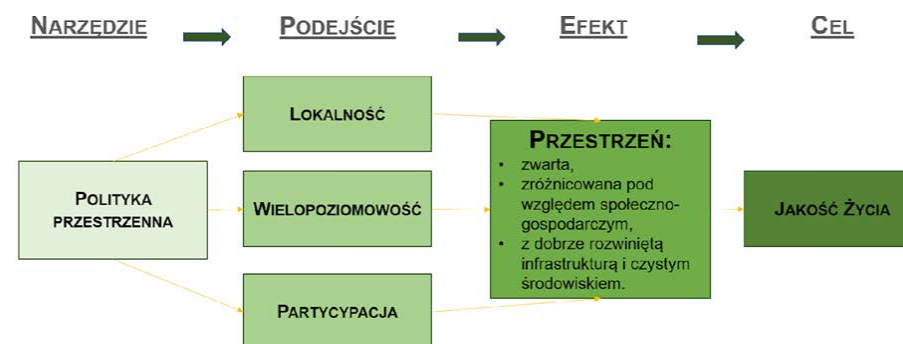 NARZĘDZIE
PODEJŚCIE
EFEKT
CEL
POLITYKA
PRZESTRZENNA
LOKALNOŚĆ
WIELOPOZIOMOWOŚĆ
PARTYCYPACJA
PRZESTRZEŃ:
• zwarta,
• zróżnicowana pod
względem społeczno-
gospodarczym,
• z dobrze rozwiniętą
infrastrukturą i czystym
środowiskiem.
JAKOŚĆ ŻYCIA